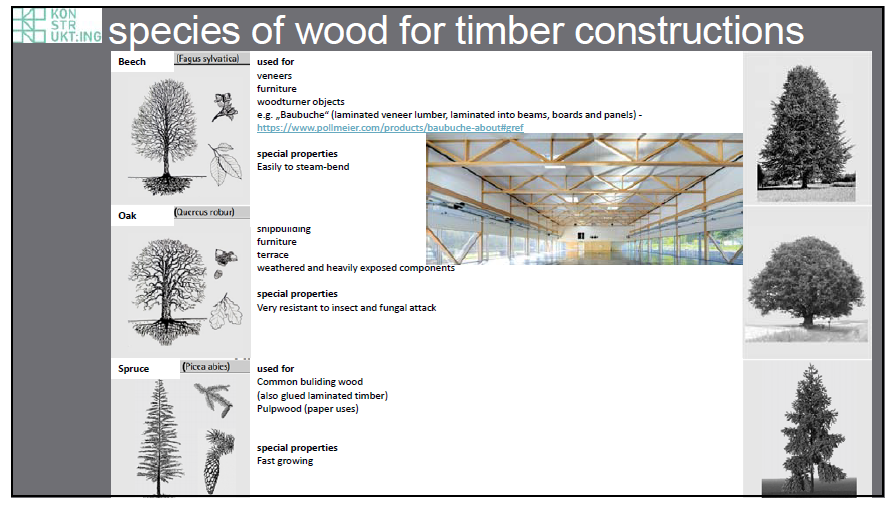 KON
STR
UKT:ING
species of wood for timber constructions
Beech
(Fagus sylvatica)
used for
veneers
furniture
woodturner objects
e.g. „Baubuche“ (laminated veneer lumber, laminated into beams, boards and panels) -
https://www.pollmeier.com/products/baubuche-about#gref
special properties
Easily to steam-bend
Oak
(Quercus robur)
shipbuilding
furniture
terrace
weathered and heavily exposed components
special properties
Very resistant to insect and fungal attack
Spruce
(Picea abies)
used for
Common buliding wood
(also glued laminated timber)
Pulpwood (paper uses)
special properties
Fast growing